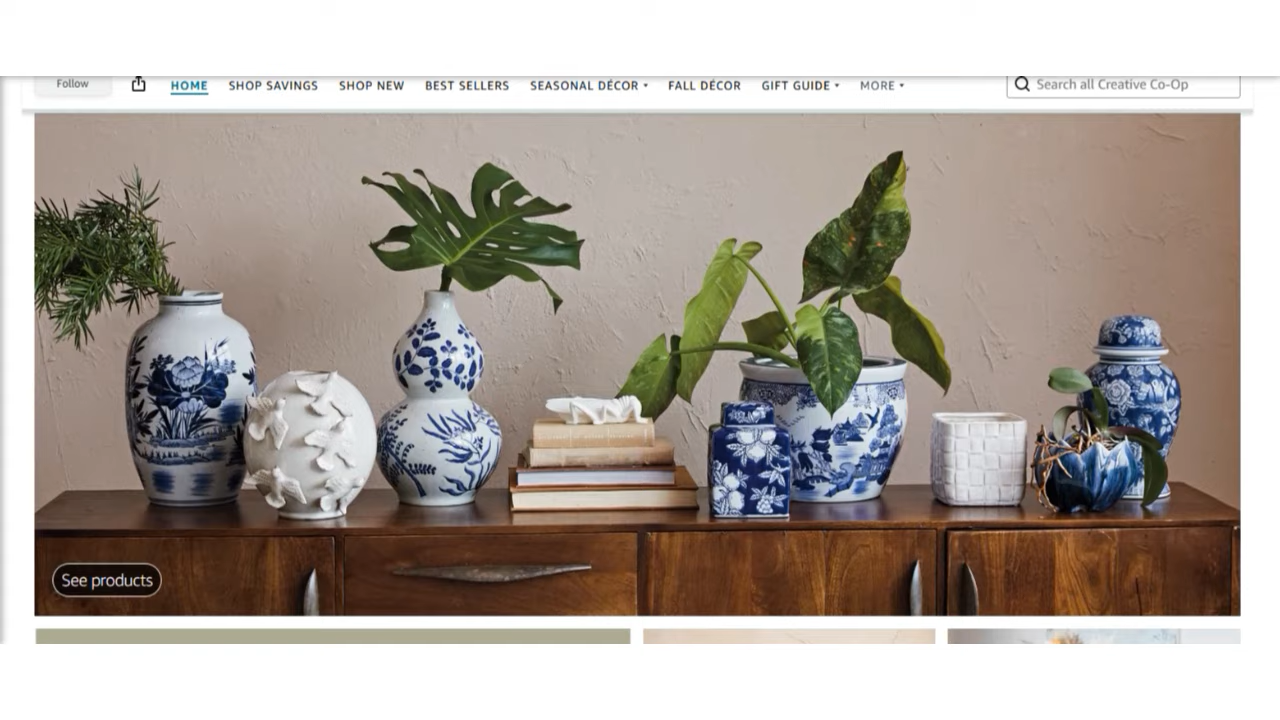 Follow
HOME SHOP SAVINGS SHOP NEW BEST SELLERS SEASONAL DÉCOR FALL DÉCOR GIFT GUIDE MORE
Search all Creative Co-Op
See products